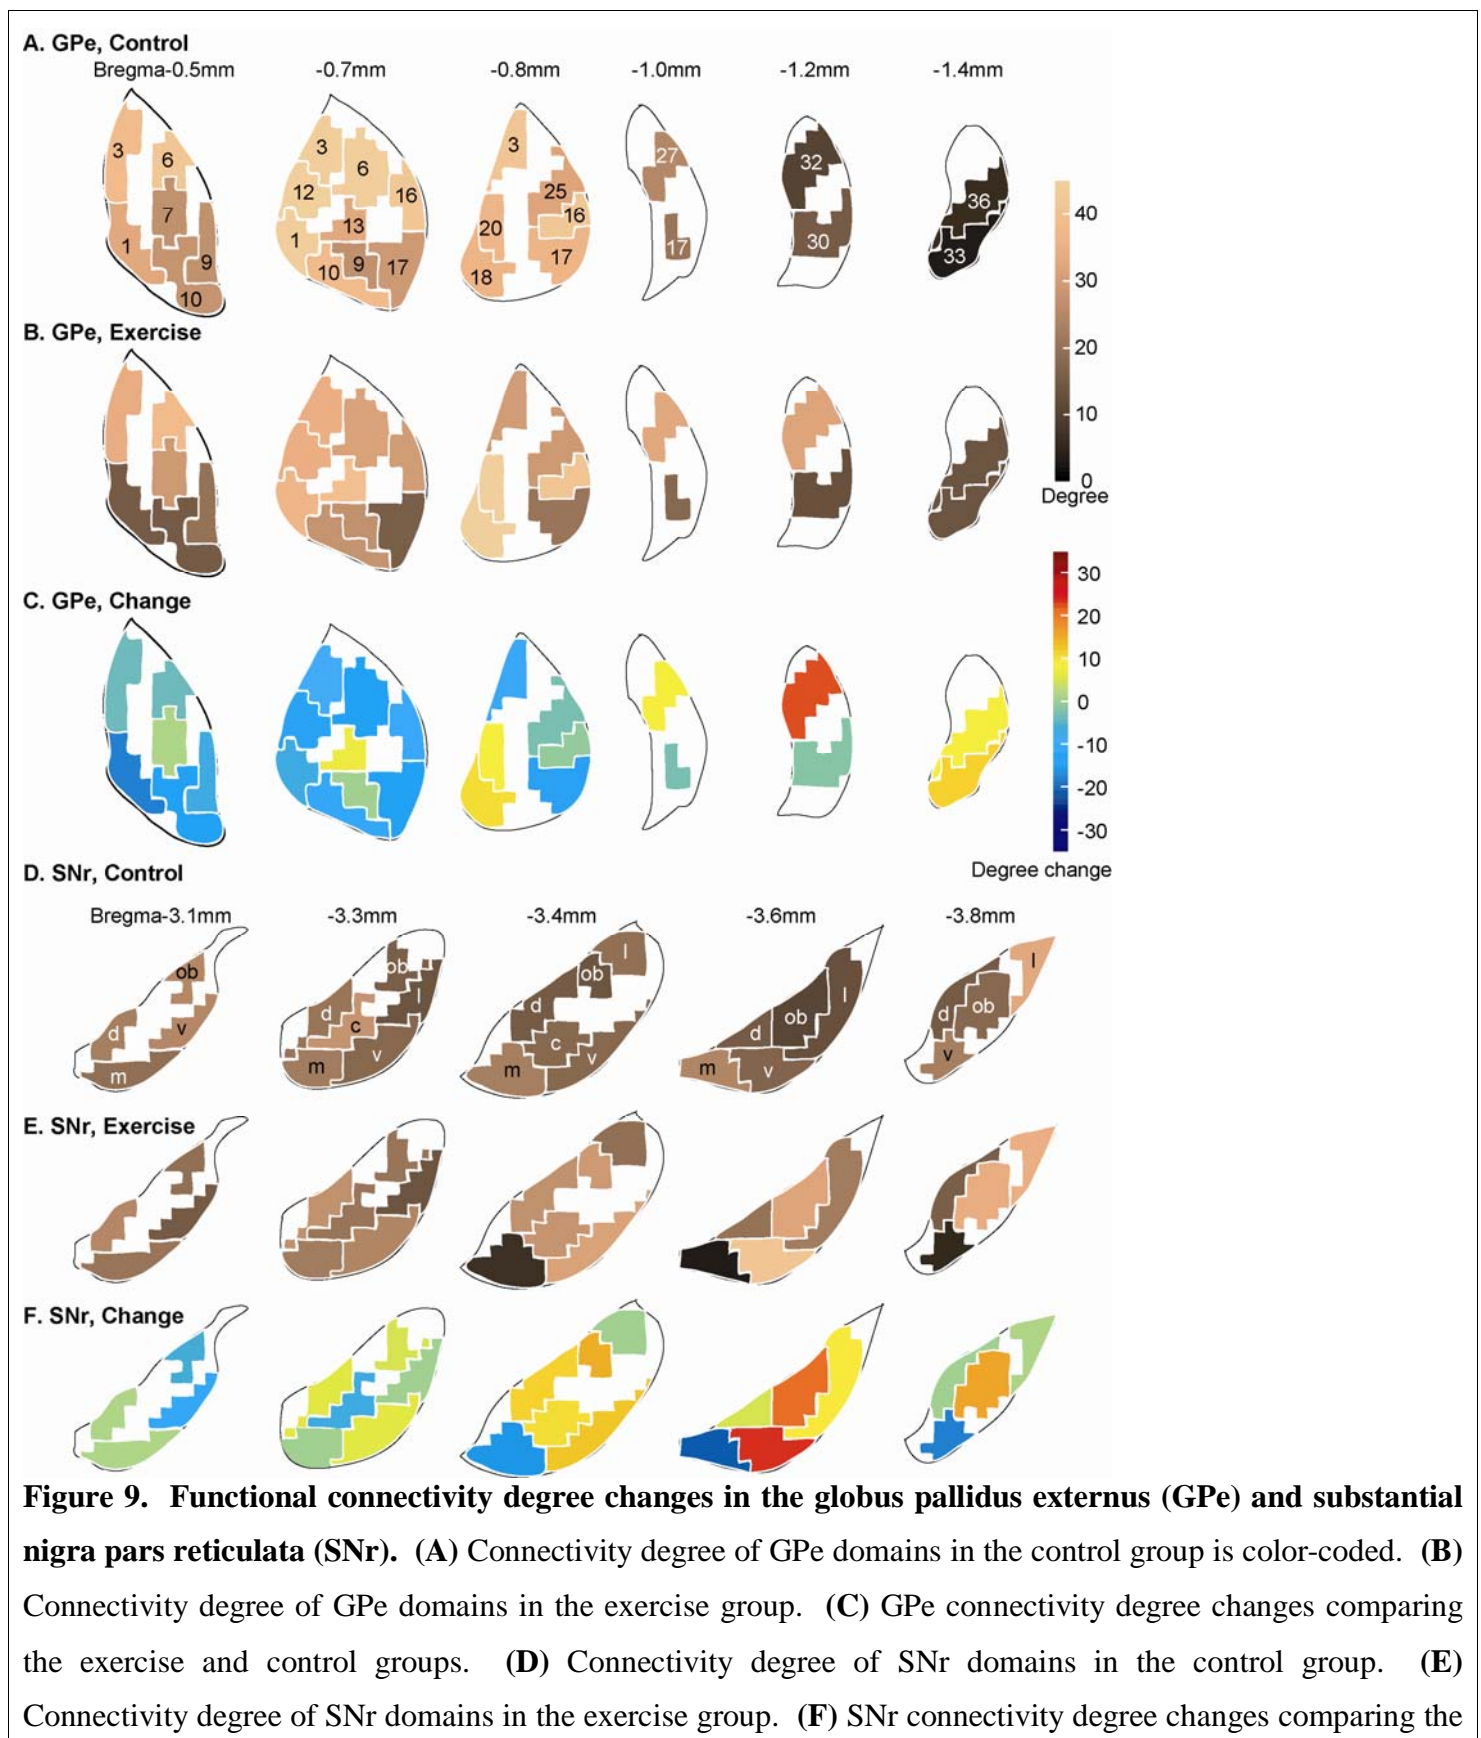 A. GPe, Control
Bregma-0.5mm -0.7mm -0.8mm -1.0mm -1.2mm -1.4mm
3 6 7 1 9 10
3 6 12 16 13 1 10 9 17
3 25 16 20 17 18
27 17
32 30
36 33
40
30
20
10
0
Degree
B. GPe, Exercise
C. GPe, Change
30
20
10
0
-10
-20
-30
Degree change
D. SNr, Control
Bregma-3.1mm -3.3mm -3.4mm -3.6mm -3.8mm
ob d v m
ob l d c v m
l ob d c v m
l ob d m v
l ob d v
E. SNr, Exercise
F. SNr, Change
Figure 9. Functional connectivity degree changes in the globus pallidus externus (GPe) and substantial
nigra pars reticulata (SNr). (A) Connectivity degree of GPe domains in the control group is color-coded. (B)
Connectivity degree of GPe domains in the exercise group. (C) GPe connectivity degree changes comparing
the exercise and control groups. (D) Connectivity degree of SNr domains in the control group. (E)
Connectivity degree of SNr domains in the exercise group. (F) SNr connectivity degree changes comparing the